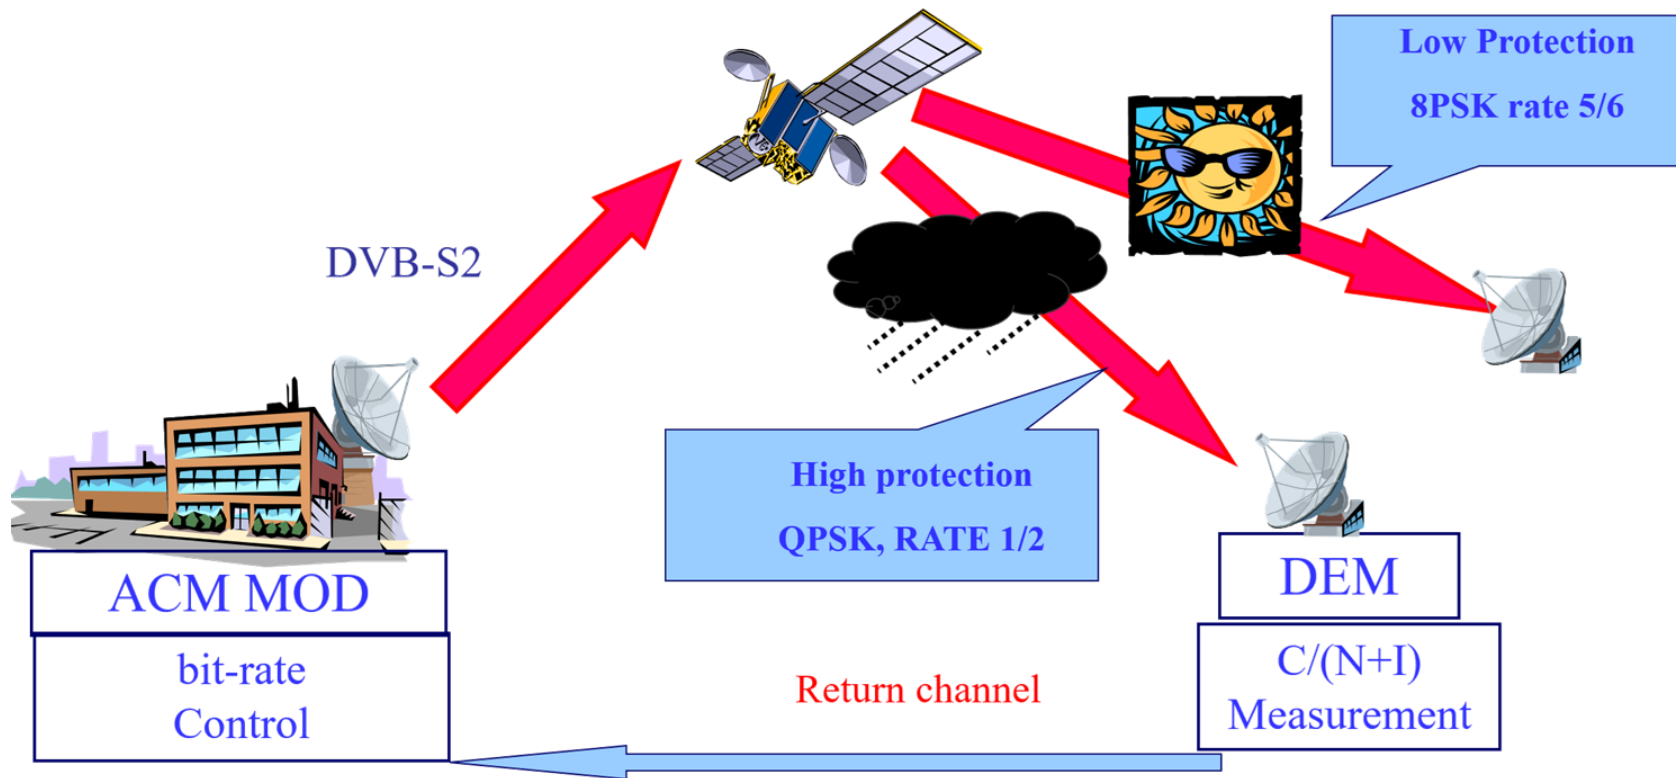 Low Protection
8PSK rate 5/6
DVB-S2
High protection
QPSK, RATE 1/2
ACM MOD
bit-rate
Control
DEM
C/(N+I)
Measurement
Return channel